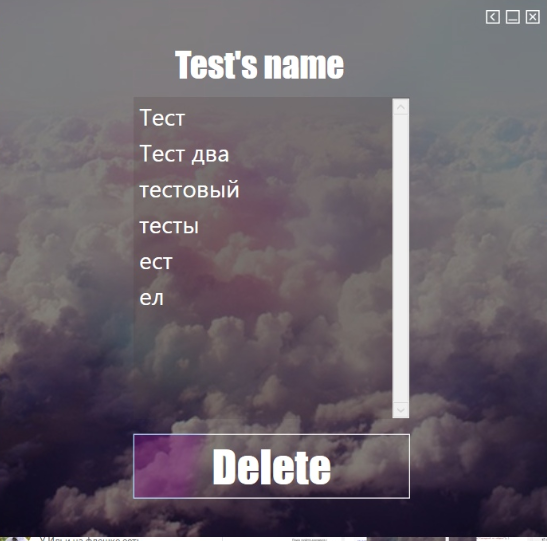 Test's name
Тест
Тест два
тестовый
тесты
ест
ел
Delete